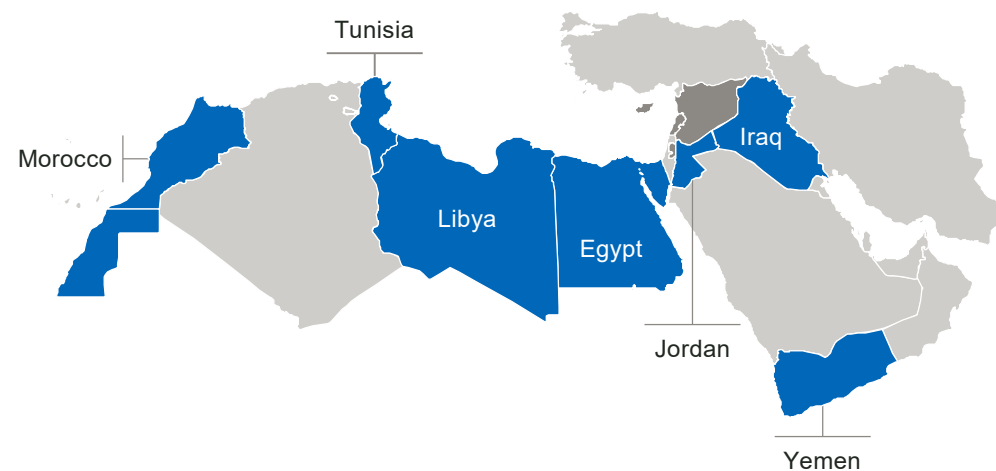 Tunisia
Morocco
Iraq
Libya
Egypt
Jordan
Yemen